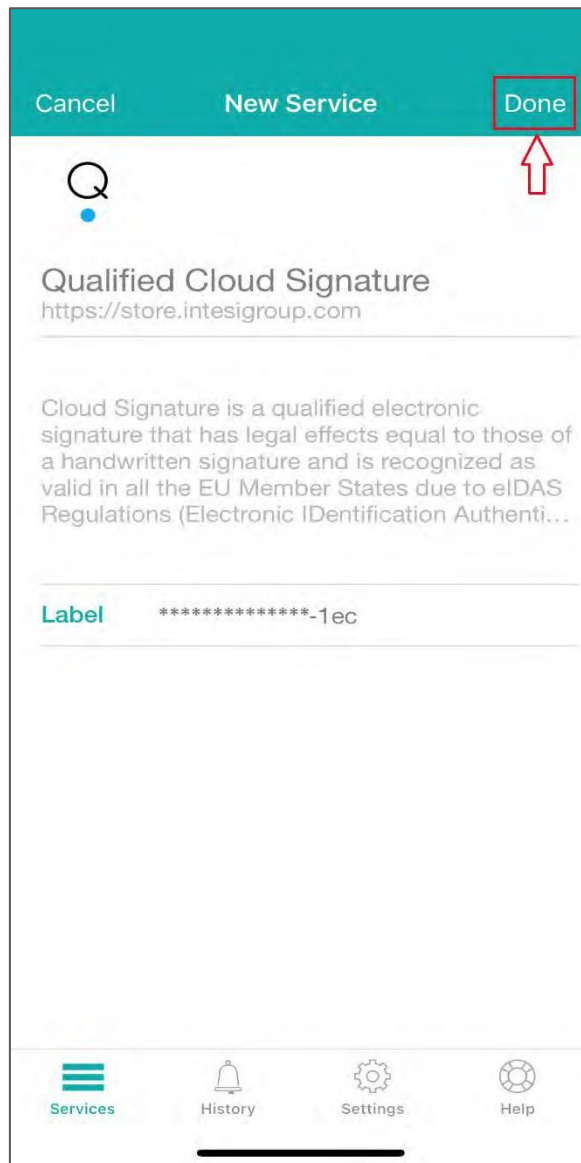 Cancel New Service Done
Q
Qualified Cloud Signature
https://store.intesigroup.com
Cloud Signature is a qualified electronic
signature that has legal effects equal to those of
a handwritten signature and is recognized as
valid in all the EU Member States due to eIDAS
Regulations (Electronic IDentification Authenti...
Label **************-1ec
Services History Settings Help